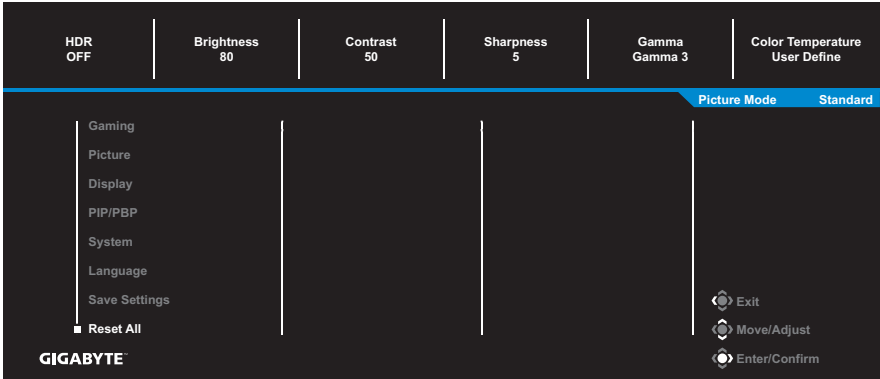 HDR Brightness Contrast Sharpness Gamma Color Temperature
OFF 80 50 5 Gamma 3 User Define
Picture Mode Standard
Gaming
Picture
Display
PIP/PBP
System
Language
Save Settings
Exit
Reset All Move/Adjust
GIGABYTE™ Enter/Confirm